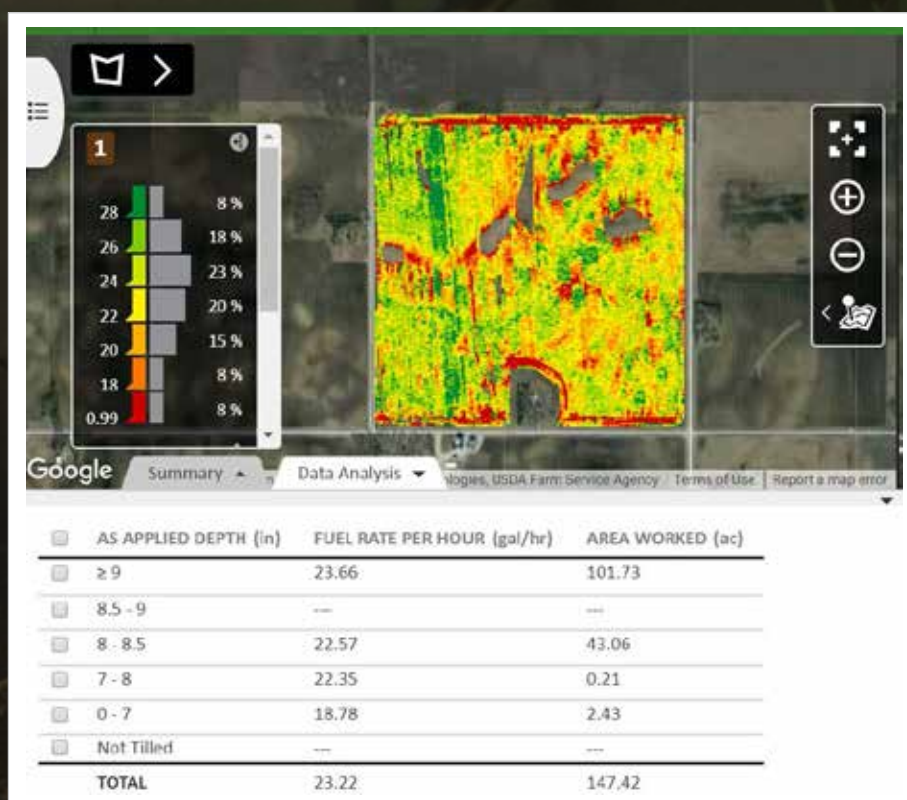 1
28 8 %
26 18 %
24 23 %
22 20 %
20 15 %
18 8 %
0.99 8 %
Google Summary Data Analysis logies, USDA Farm Service Agency Terms of Use Report a map error
AS APPLIED DEPTH (in) FUEL RATE PER HOUR (gal/hr) AREA WORKED (ac)
≥ 9 23.66 101.73
8.5 - 9 --- ---
8 - 8.5 22.57 43.06
7 - 8 22.35 0.21
0 - 7 18.78 2.43
Not Tilled --- ---
TOTAL 23.22 147.42